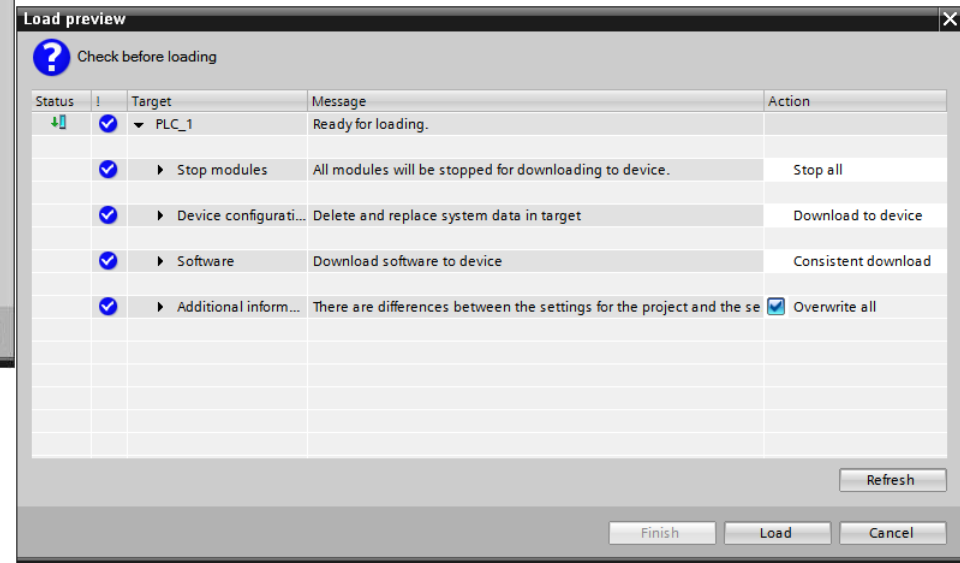 Load preview
Check before loading
Status ! Target Message Action
PLC_1 Ready for loading.
Stop modules All modules will be stopped for downloading to device. Stop all
Device configurati... Delete and replace system data in target Download to device
Software Download software to device Consistent download
Additional inform... There are differences between the settings for the project and the se Overwrite all
Refresh
Finish Load Cancel